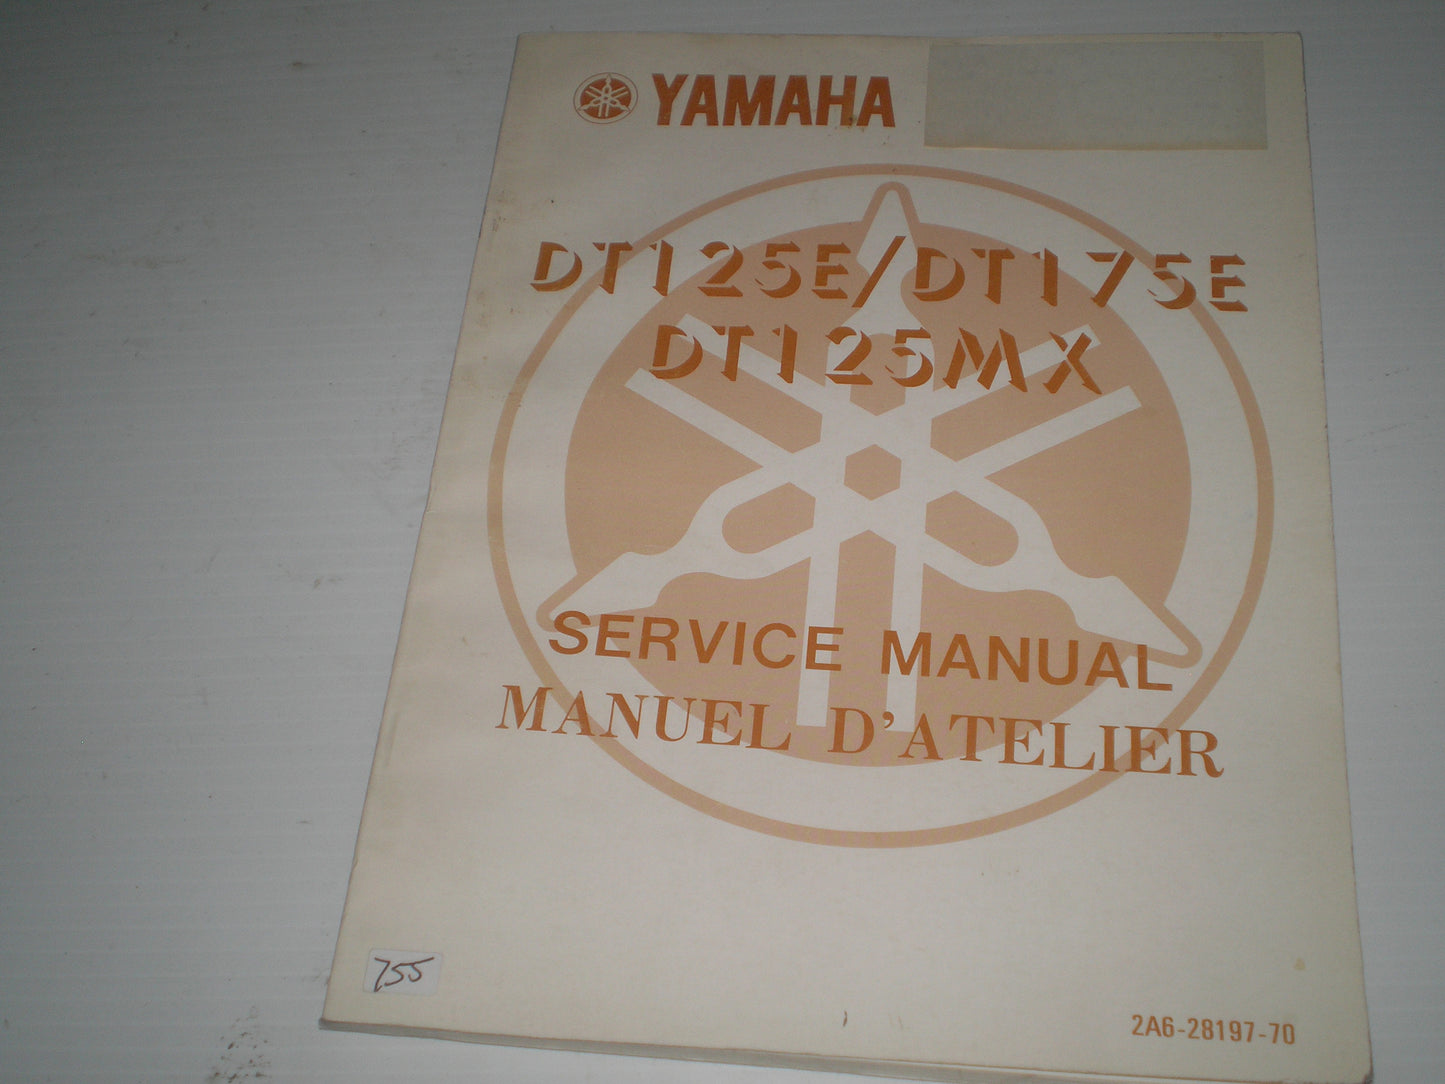 YAMAHA
DT125E/DT175E
DT125MX
SERVICE MANUAL
MANUEL D'ATELIER
755
2A6-28197-70